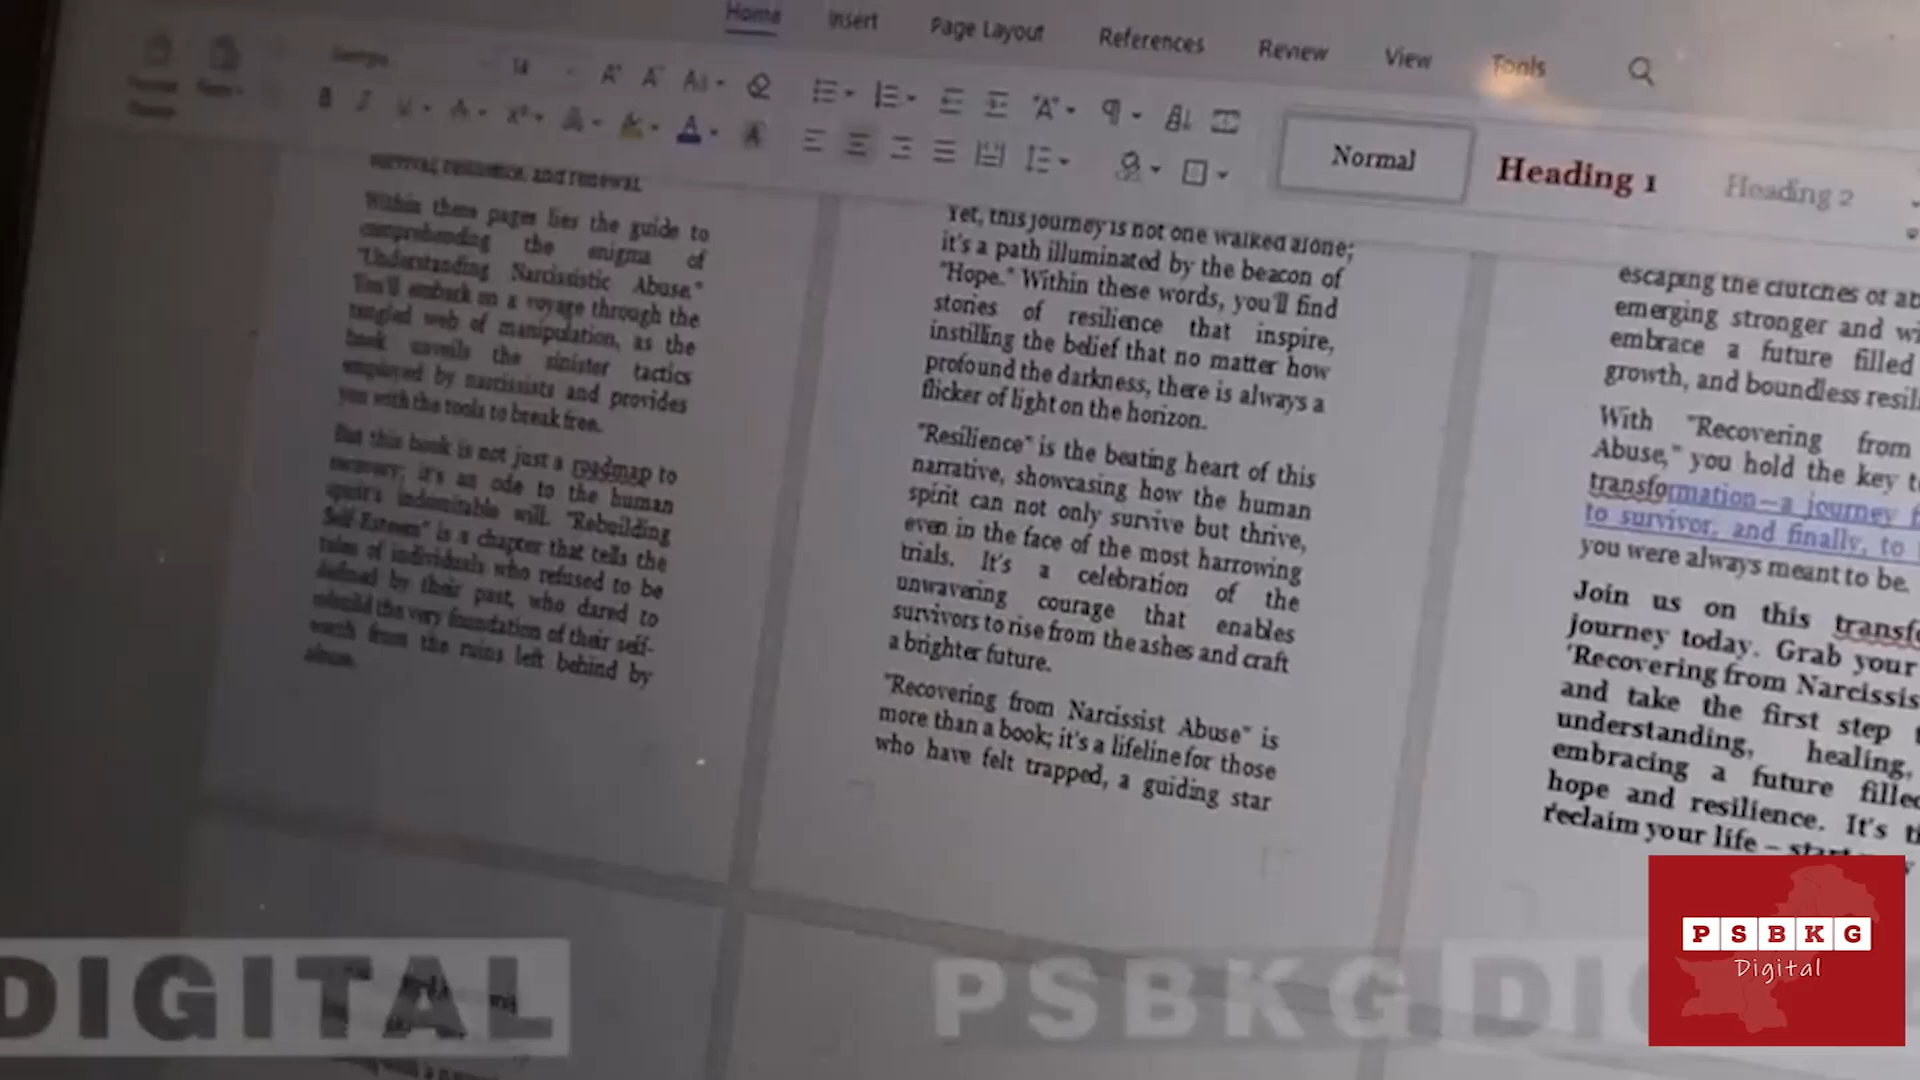 Home Insert Page Layout References Review View Tools
14
Normal Heading 1 Heading 2
survival, resilience, and renewal.
Within these pages lies the guide to
comprehending the enigma of
"Understanding Narcissistic Abuse."
You'll embark on a voyage through the
tangled web of manipulation, as the
book unveils the sinister tactics
employed by narcissists and provides
you with the tools to break free.
But this book is not just a roadmap to
recovery; it's an ode to the human
spirit's indomitable will. "Rebuilding
Self-Esteem" is a chapter that tells the
tales of individuals who refused to be
defined by their past, who dared to
rebuild the very foundation of their self-
worth from the ruins left behind by
abuse.
Yet, this journey is not one walked alone;
it's a path illuminated by the beacon of
"Hope." Within these words, you'll find
stories of resilience that inspire,
instilling the belief that no matter how
profound the darkness, there is always a
flicker of light on the horizon.
"Resilience" is the beating heart of this
narrative, showcasing how the human
spirit can not only survive but thrive,
even in the face of the most harrowing
trials. It's a celebration of the
unwavering courage that enables
survivors to rise from the ashes and craft
a brighter future.
"Recovering from Narcissist Abuse" is
more than a book; it's a lifeline for those
who have felt trapped, a guiding star
escaping the clutches of
emerging stronger and
embrace a future filled
growth, and boundless
With "Recovering from
Abuse," you hold the key
transformation—a journey
to survivor, and finally, to
you were always meant to be.
Join us on this
journey today. Grab your
'Recovering from
and take the first step
understanding, healing,
embracing a future
hope and resilience. It's
reclaim your life – start
DIGITAL
PSBKG
PSBKG
Digital